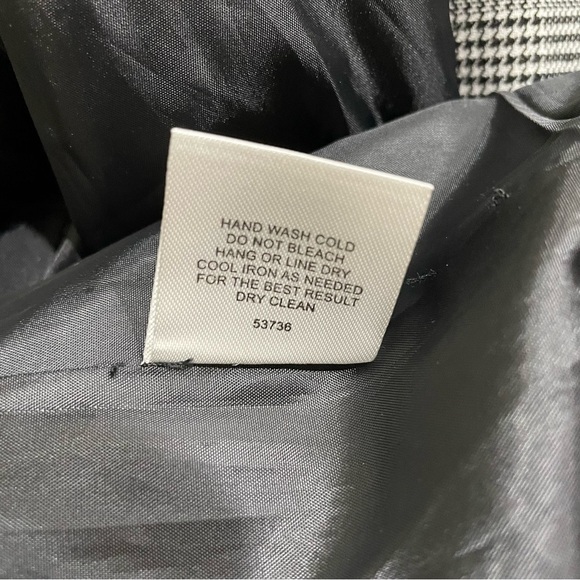 HAND WASH COLD
DO NOT BLEACH
HANG OR LINE DRY
COOL IRON AS NEEDED
FOR THE BEST RESULT
DRY CLEAN
53736